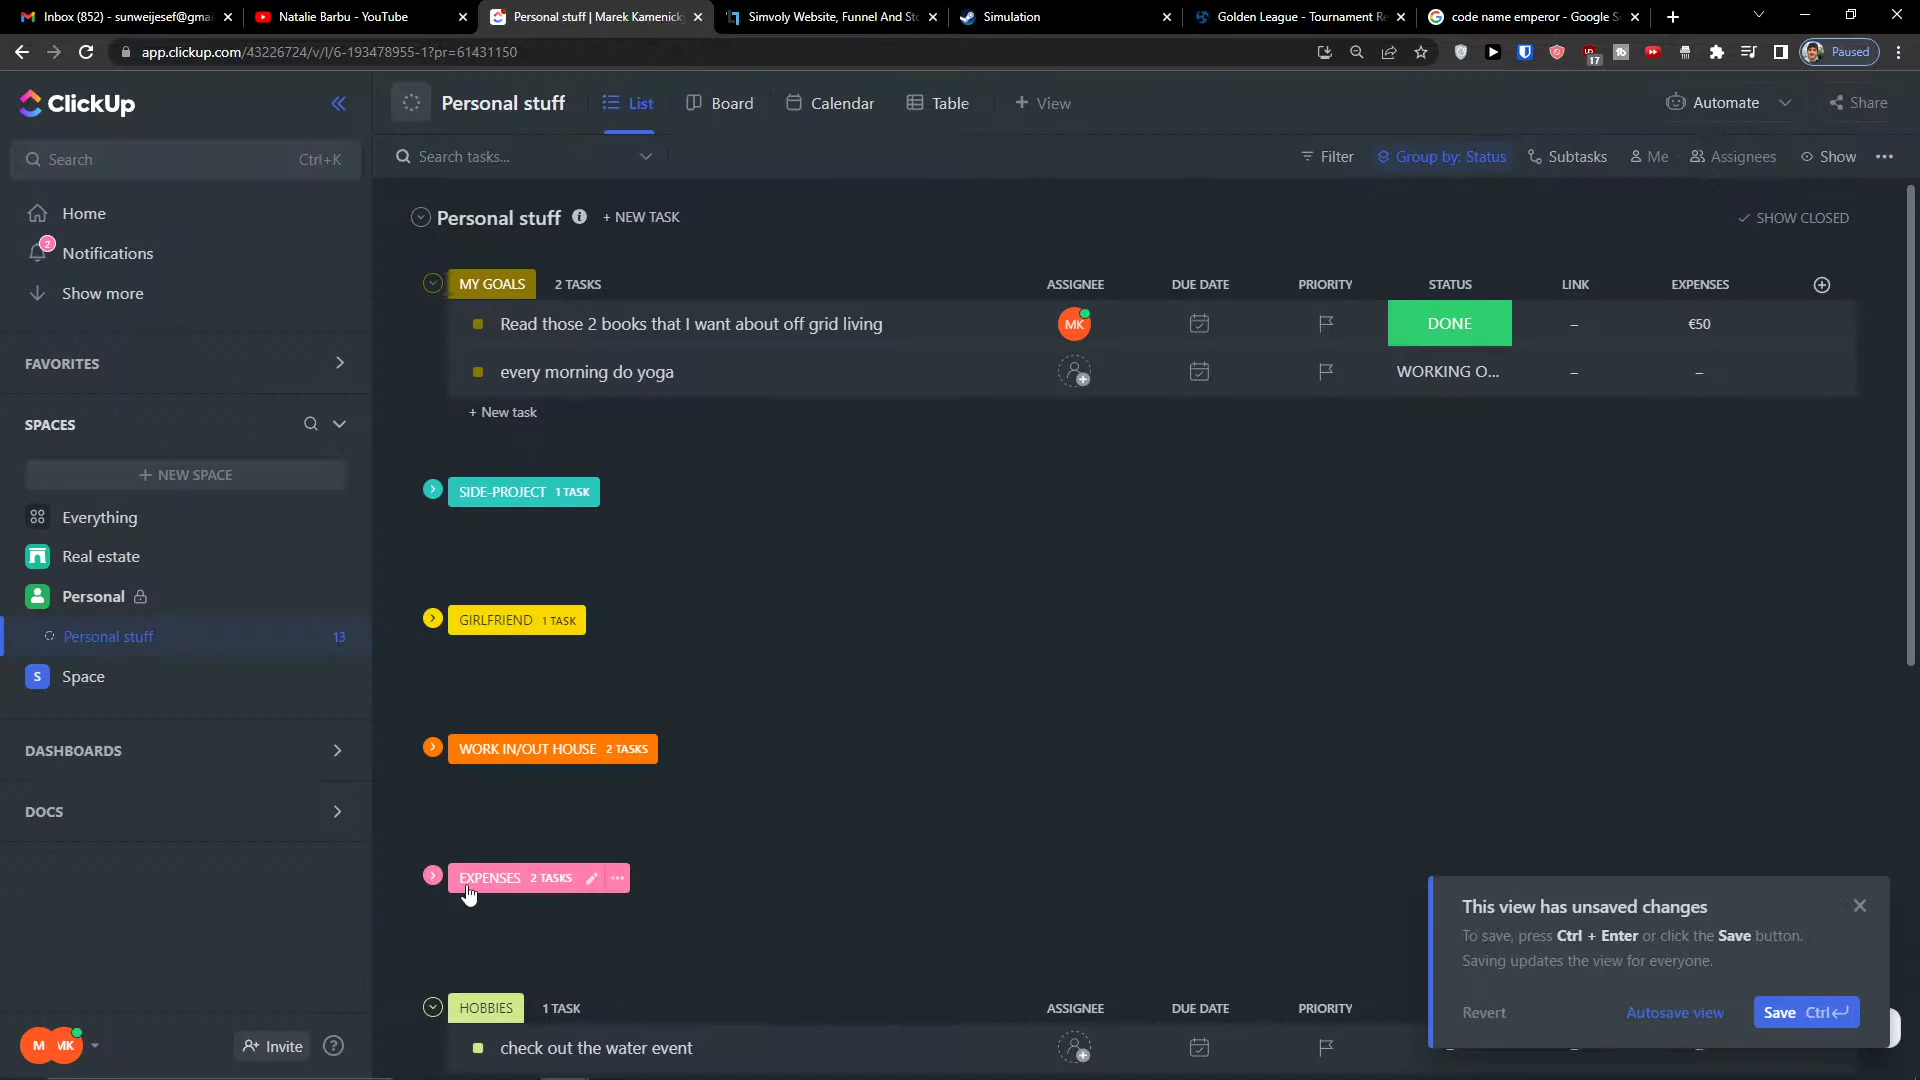 Inbox (852) - sunweijesef@gmai
Natalie Barbu - YouTube
Personal stuff | Marek Kamenick
Simvoly Website, Funnel And Sto
Simulation
Golden League - Tournament Re
code name emperor - Google S
app.clickup.com/43226724/v/l/6-193478955-1?pr=61431150
17
Paused
ClickUp
Personal stuff
List
Board
Calendar
Table
+ View
Automate
Share
Search
Ctrl+K
Search tasks...
Filter
Group by: Status
Subtasks
Me
Assignees
Show
Home
2
Notifications
Show more
Personal stuff
+ NEW TASK
SHOW CLOSED
MY GOALS
2 TASKS
ASSIGNEE
DUE DATE
PRIORITY
STATUS
LINK
EXPENSES
Read those 2 books that I want about off grid living
MK
DONE
–
€50
every morning do yoga
WORKING O...
–
–
+ New task
FAVORITES
SPACES
+ NEW SPACE
Everything
Real estate
Personal
Personal stuff
13
S
Space
DASHBOARDS
DOCS
SIDE-PROJECT 1 TASK
GIRLFRIEND 1 TASK
WORK IN/OUT HOUSE 2 TASKS
EXPENSES 2 TASKS
HOBBIES
1 TASK
ASSIGNEE
DUE DATE
PRIORITY
check out the water event
This view has unsaved changes
To save, press Ctrl + Enter or click the Save button.
Saving updates the view for everyone.
Revert
Autosave view
Save Ctrl
M
MK
Invite
?